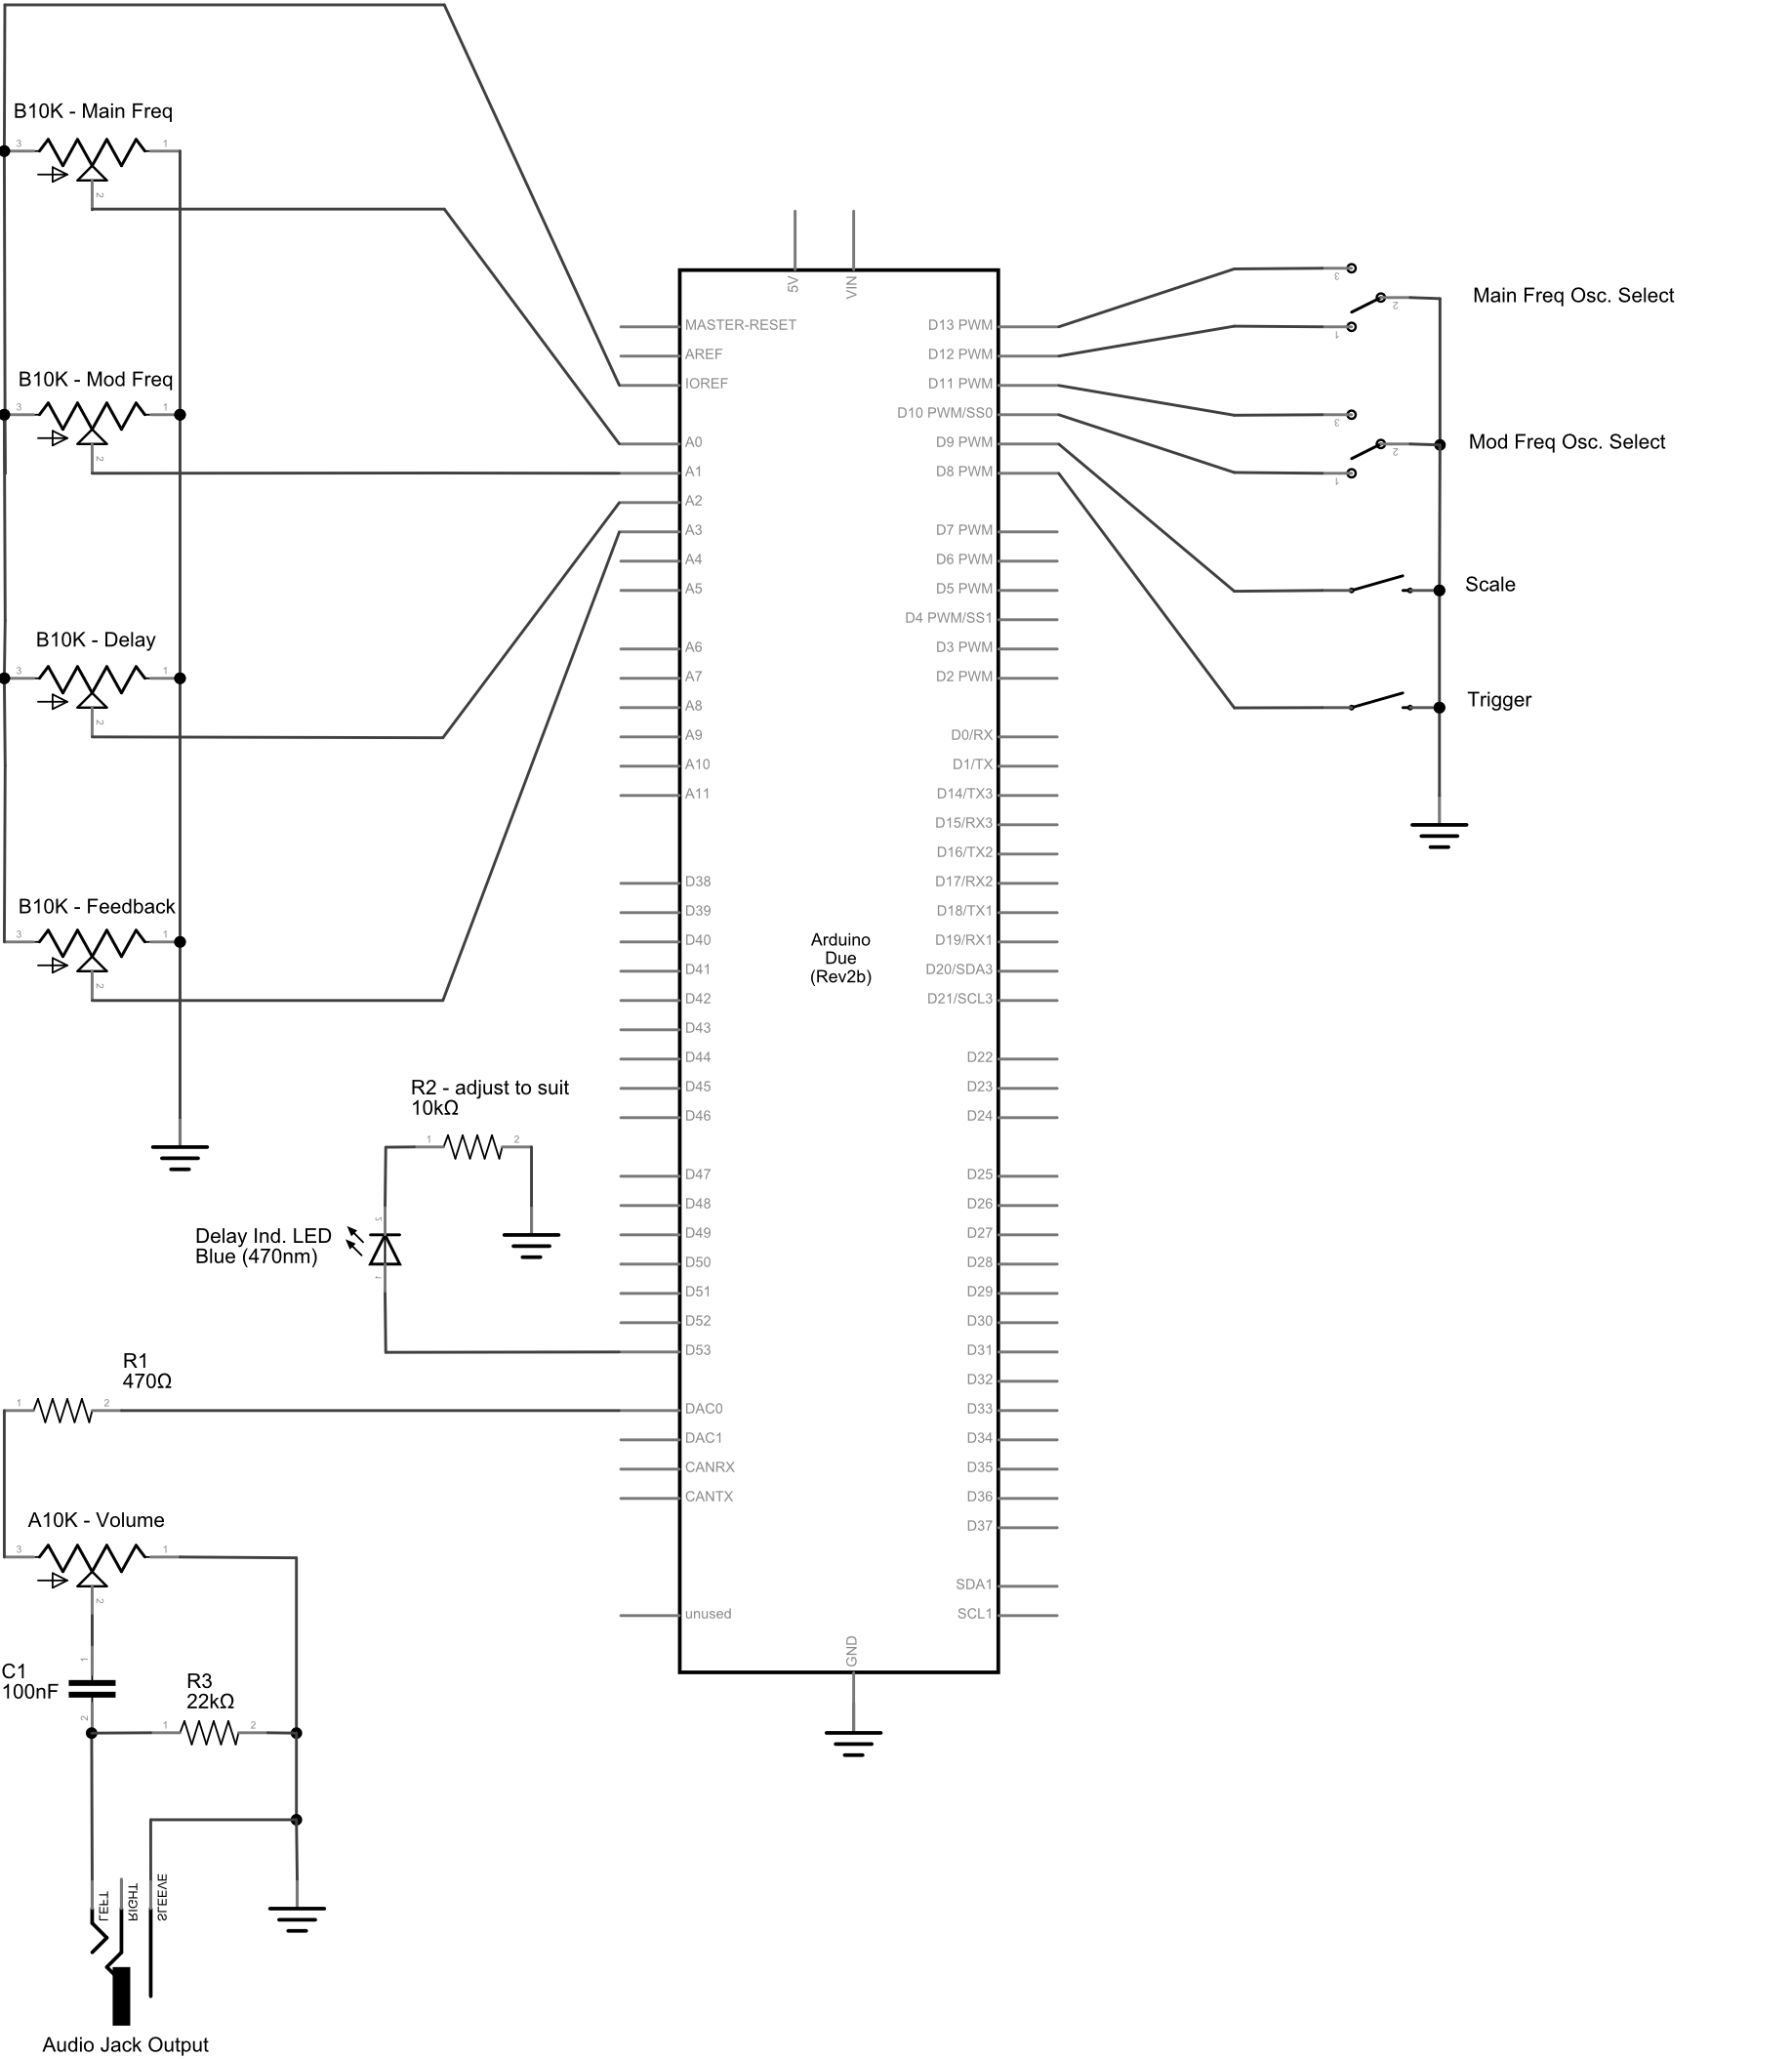 B10K - Main Freq
3
1
2
B10K - Mod Freq
3
1
2
B10K - Delay
3
1
2
B10K - Feedback
3
1
2
R2 - adjust to suit
10kΩ
1
2
Delay Ind. LED
Blue (470nm)
1
R1
470Ω
1
2
A10K - Volume
3
1
2
C1
100nF
1
2
R3
22kΩ
1
2
LEFT
RIGHT
SLEEVE
Audio Jack Output
5V
VIN
MASTER-RESET
AREF
IOREF
A0
A1
A2
A3
A4
A5
A6
A7
A8
A9
A10
A11
D38
D39
D40
D41
D42
D43
D44
D45
D46
D47
D48
D49
D50
D51
D52
D53
DAC0
DAC1
CANRX
CANTX
unused
Arduino
Due
(Rev2b)
GND
D13 PWM
D12 PWM
D11 PWM
D10 PWM/SS0
D9 PWM
D8 PWM
D7 PWM
D6 PWM
D5 PWM
D4 PWM/SS1
D3 PWM
D2 PWM
D0/RX
D1/TX
D14/TX3
D15/RX3
D16/TX2
D17/RX2
D18/TX1
D19/RX1
D20/SDA3
D21/SCL3
D22
D23
D24
D25
D26
D27
D28
D29
D30
D31
D32
D33
D34
D35
D36
D37
SDA1
SCL1
3
2
1
Main Freq Osc. Select
3
2
1
Mod Freq Osc. Select
Scale
Trigger